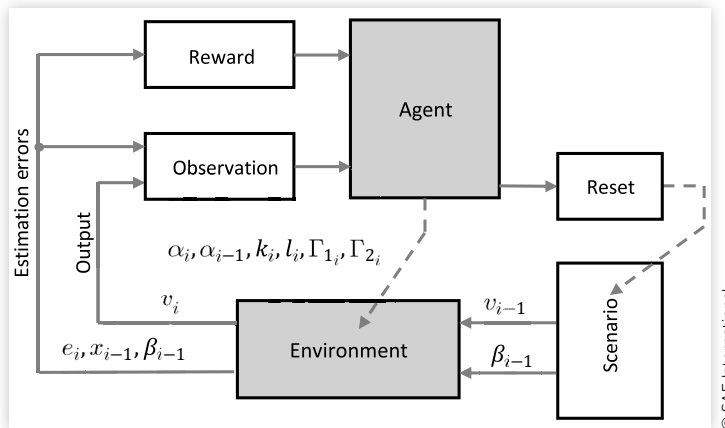 Reward
Agent
Observation
Reset
Estimation errors
Output
αᵢ, αᵢ₋₁, kᵢ, lᵢ, Γ₁ᵢ, Γ₂ᵢ
vᵢ
vᵢ₋₁
Environment
Scenario
eᵢ, xᵢ₋₁, βᵢ₋₁
βᵢ₋₁